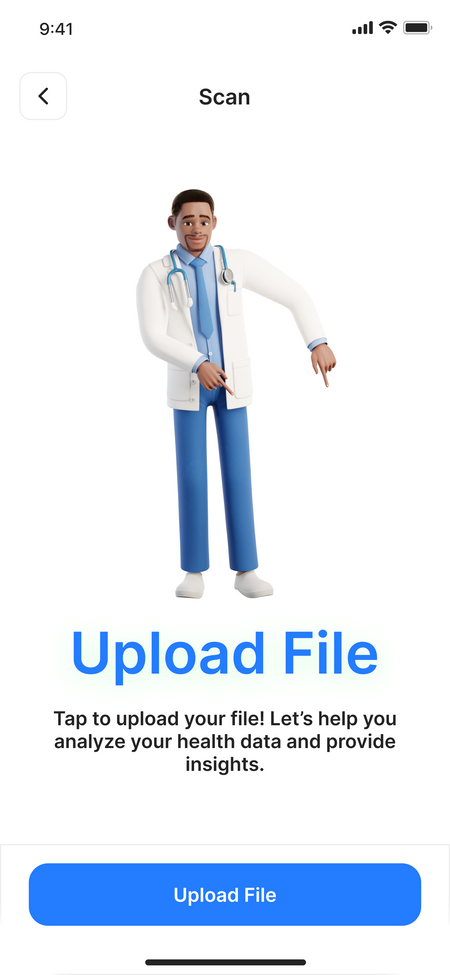 9:41
Scan
Upload File
Tap to upload your file! Let’s help you
analyze your health data and provide
insights.
Upload File